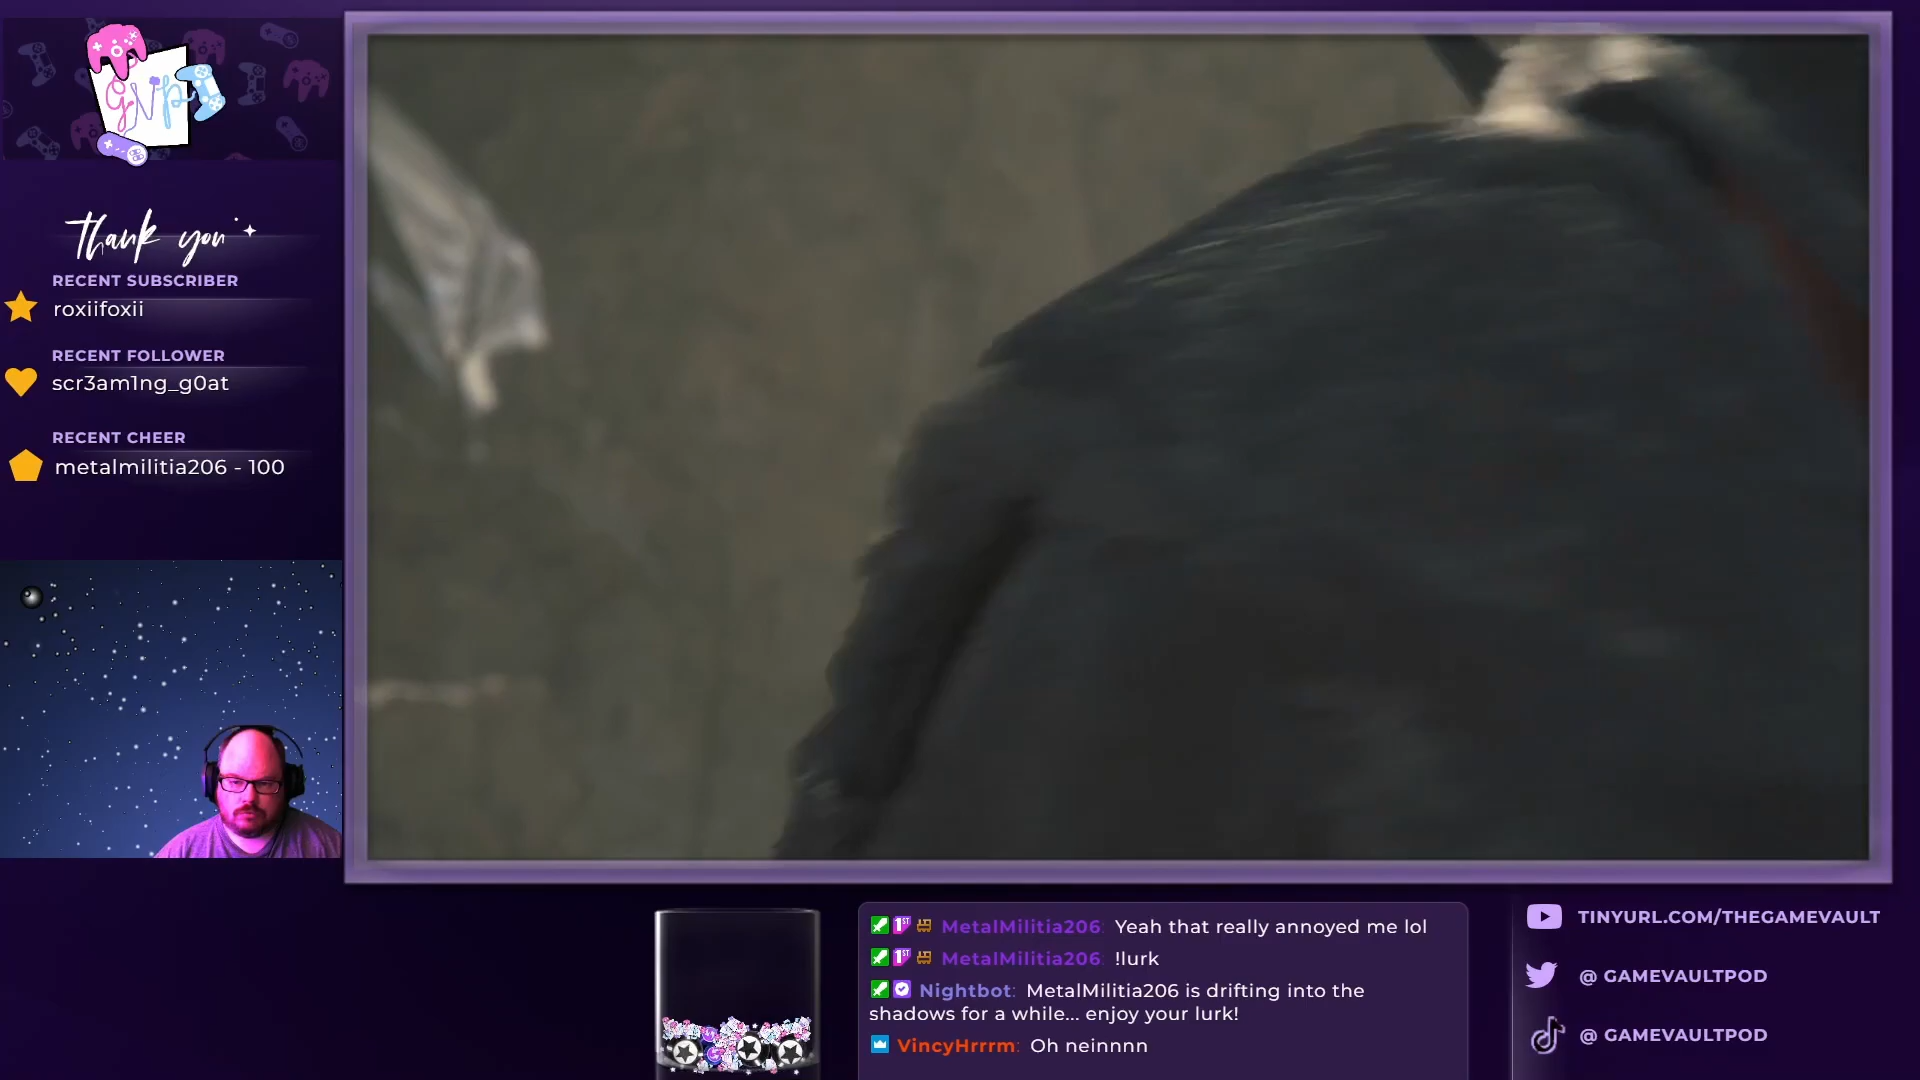 gvp
Thank you
RECENT SUBSCRIBER
roxiifoxii
RECENT FOLLOWER
scr3am1ng_g0at
RECENT CHEER
metalmilitia206 - 100
MetalMilitia206: Yeah that really annoyed me lol
MetalMilitia206: !lurk
Nightbot: MetalMilitia206 is drifting into the
shadows for a while... enjoy your lurk!
VincyHrrrm: Oh neinnnn
TINYURL.COM/THEGAMEVAULT
@ GAMEVAULTPOD
@ GAMEVAULTPOD